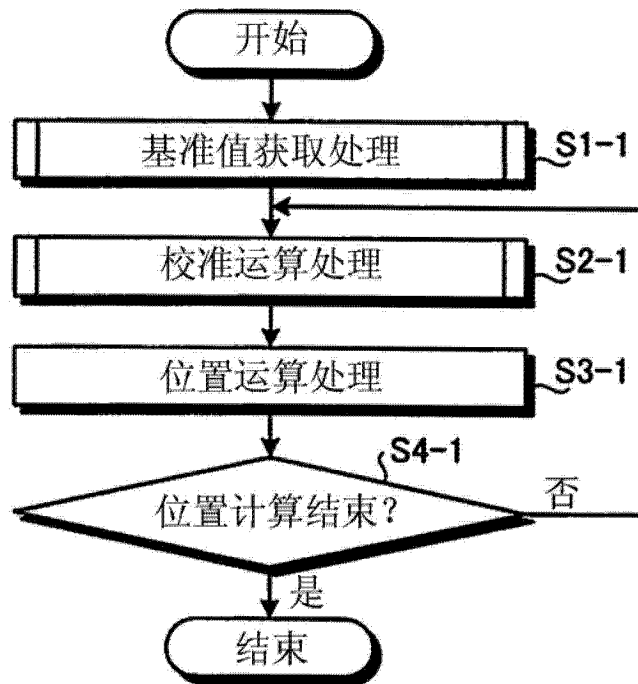 开始
基准值获取处理
S1-1
校准运算处理
S2-1
位置运算处理
S3-1
S4-1
位置计算结束?
否
是
结束